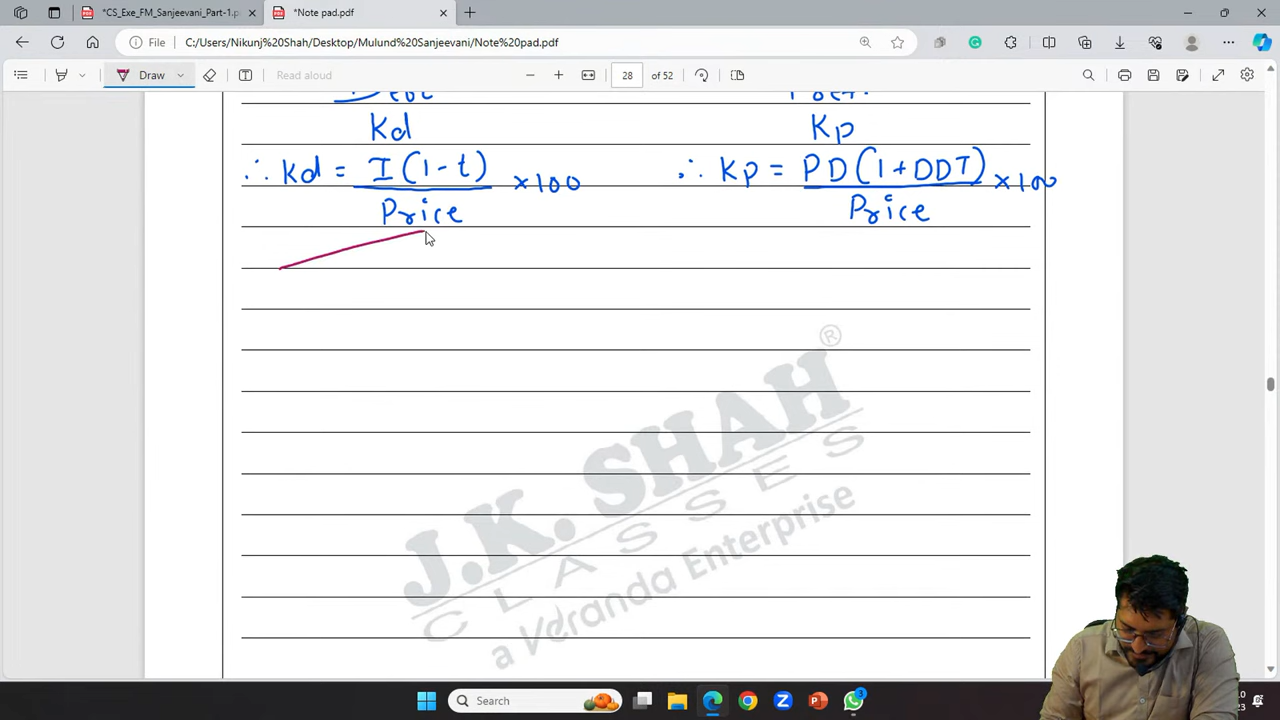 *CS_Exe_FM_Sanjeevani_Part-1.p
*Note pad.pdf
File
C:/Users/Nikunj%20Shah/Desktop/Mulund%20Sanjeevani/Note%20pad.pdf
Draw
Read aloud
28
of 52
Kd
Kp
∴ Kd = I(1-t) ×100
Price
∴ Kp = PD(1+DDT) ×100
Price
J.K. SHAH ®
CLASSES
a Veranda Enterprise
Search
3